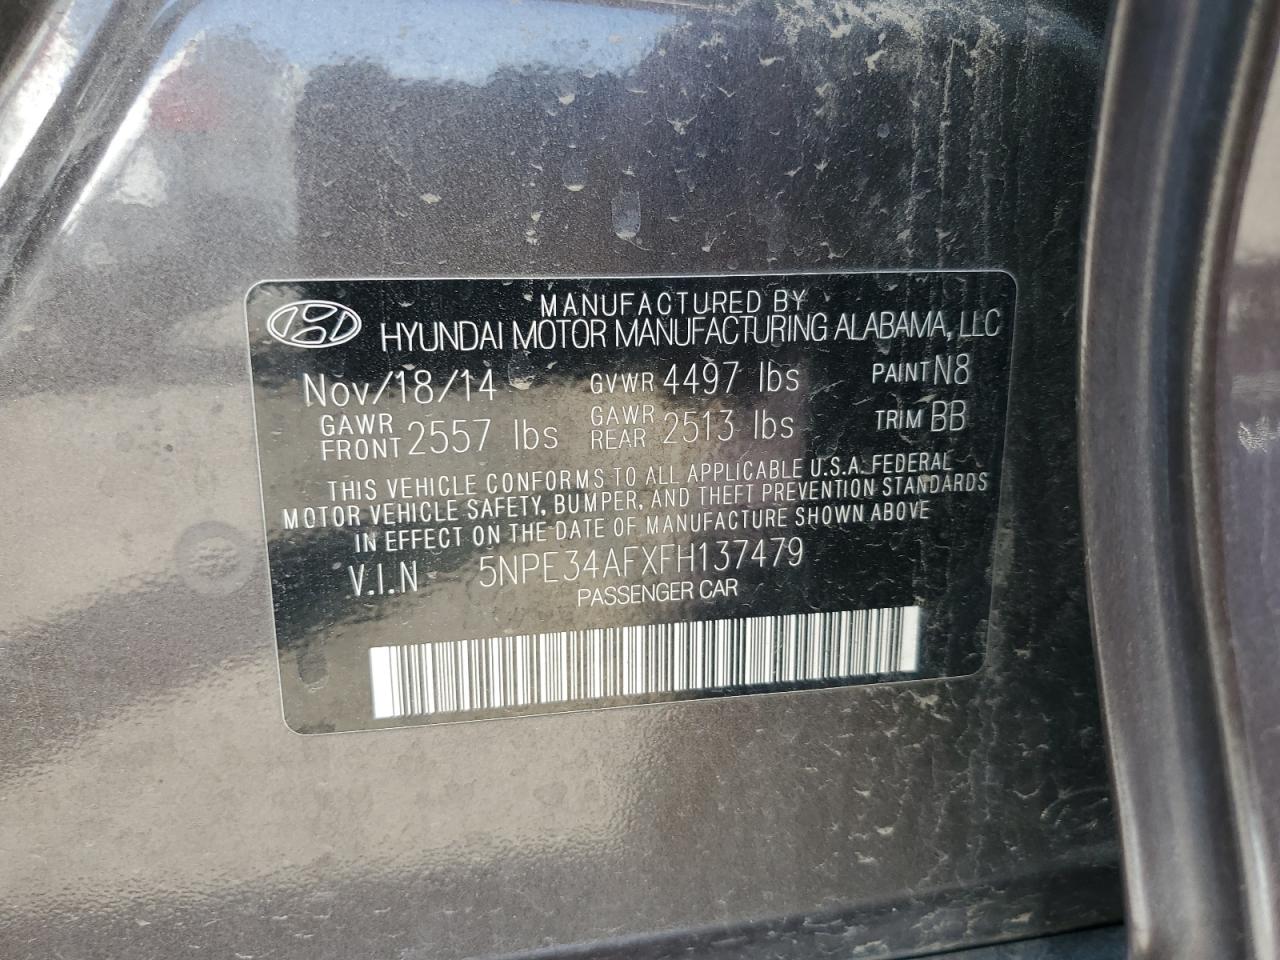 MANUFACTURED BY
HYUNDAI MOTOR MANUFACTURING ALABAMA, LLC
Nov/18/14 GVWR 4497 lbs PAINT N8
GAWR FRONT 2557 lbs GAWR REAR 2513 lbs TRIM BB
THIS VEHICLE CONFORMS TO ALL APPLICABLE U.S.A. FEDERAL
MOTOR VEHICLE SAFETY, BUMPER, AND THEFT PREVENTION STANDARDS
IN EFFECT ON THE DATE OF MANUFACTURE SHOWN ABOVE
V.I.N 5NPE34AFXFH137479
PASSENGER CAR